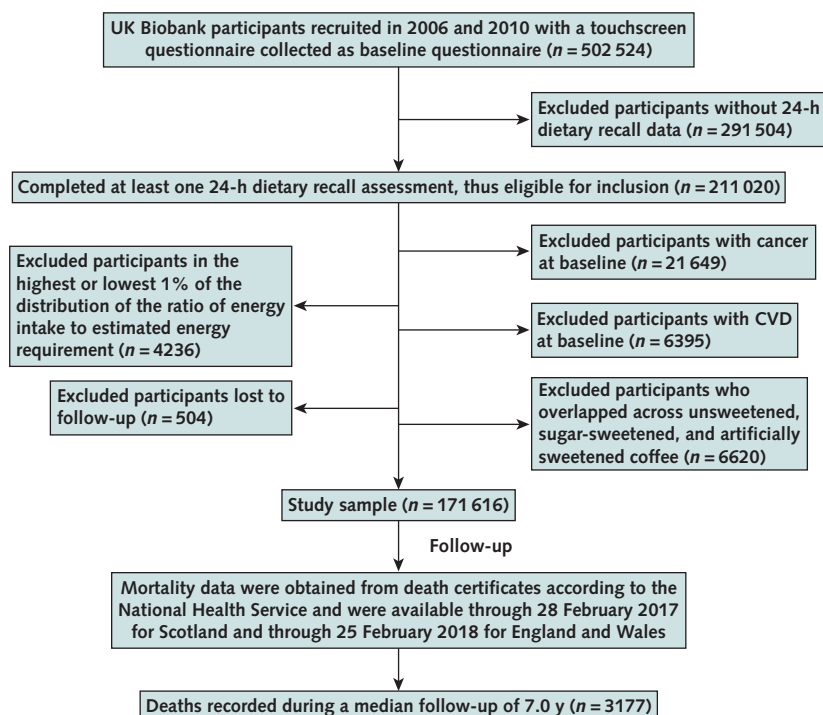 UK Biobank participants recruited in 2006 and 2010 with a touchscreen
questionnaire collected as baseline questionnaire (n = 502 524)
Excluded participants without 24-h
dietary recall data (n = 291 504)
Completed at least one 24-h dietary recall assessment, thus eligible for inclusion (n = 211 020)
Excluded participants with cancer
at baseline (n = 21 649)
Excluded participants in the
highest or lowest 1% of the
distribution of the ratio of energy
intake to estimated energy
requirement (n = 4236)
Excluded participants with CVD
at baseline (n = 6395)
Excluded participants lost to
follow-up (n = 504)
Excluded participants who
overlapped across unsweetened,
sugar-sweetened, and artificially
sweetened coffee (n = 6620)
Study sample (n = 171 616)
Follow-up
Mortality data were obtained from death certificates according to the
National Health Service and were available through 28 February 2017
for Scotland and through 25 February 2018 for England and Wales
Deaths recorded during a median follow-up of 7.0 y (n = 3177)